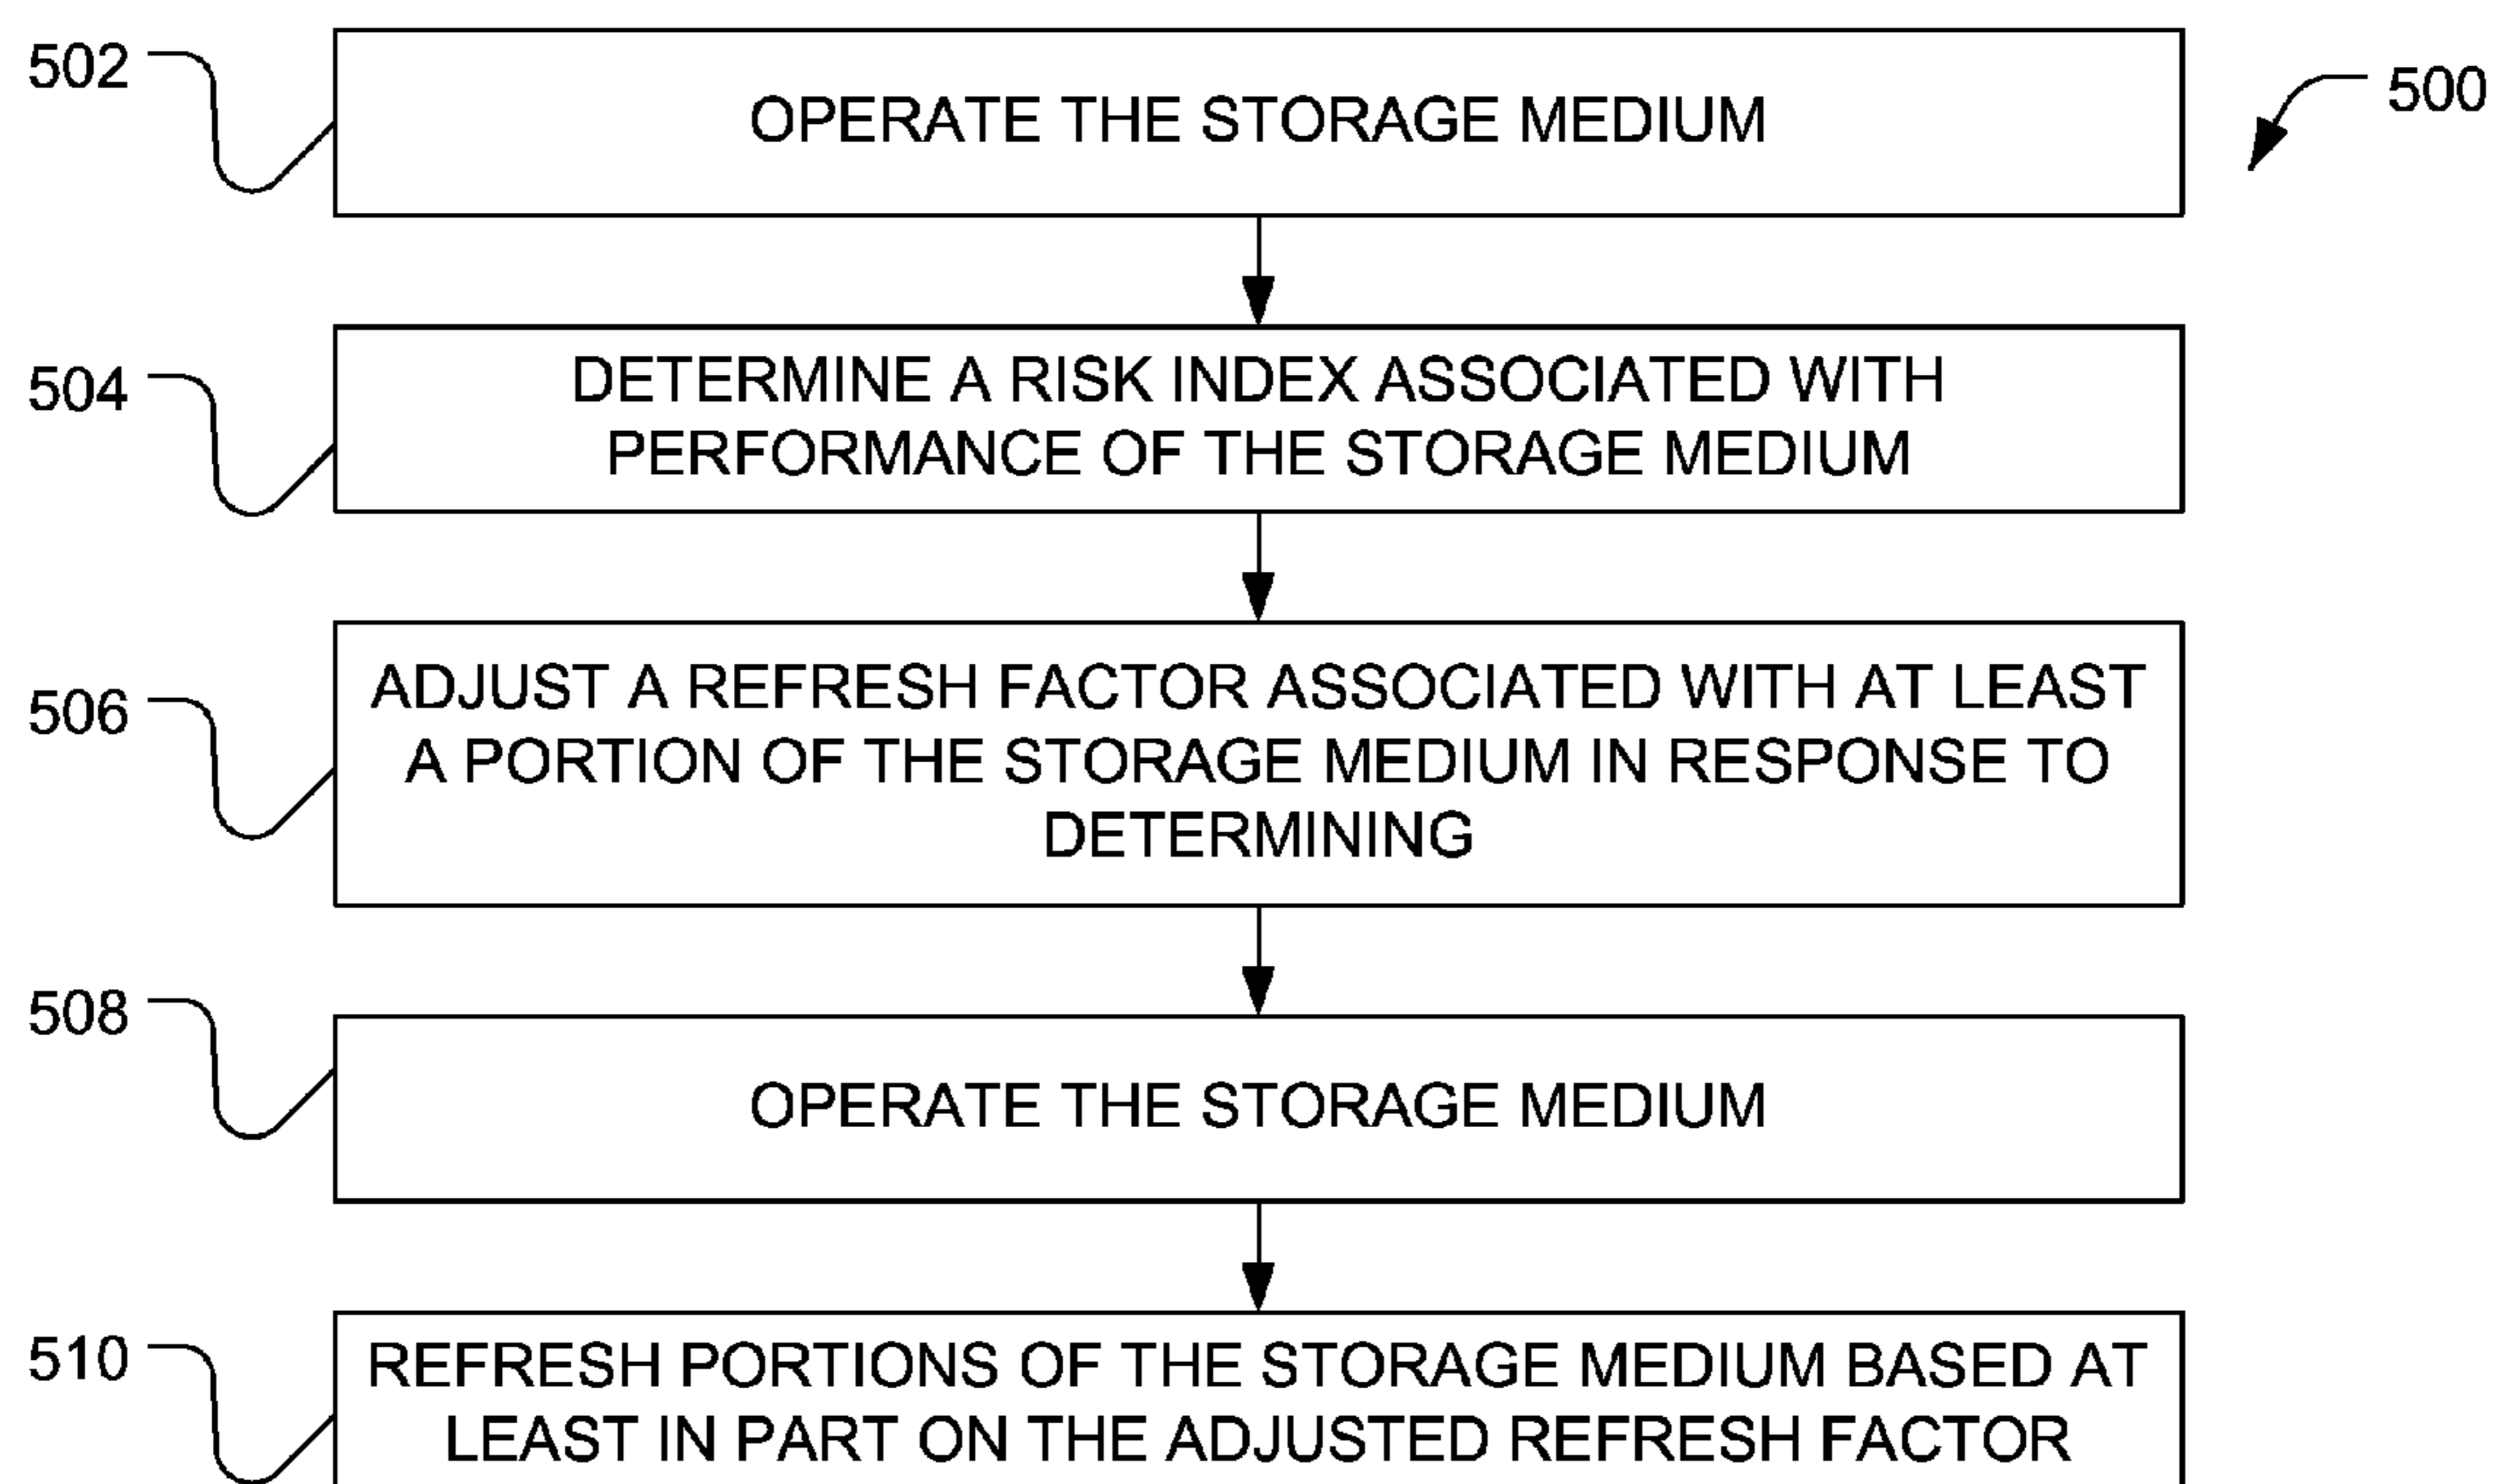 502
OPERATE THE STORAGE MEDIUM
500
504
DETERMINE A RISK INDEX ASSOCIATED WITH
PERFORMANCE OF THE STORAGE MEDIUM
506
ADJUST A REFRESH FACTOR ASSOCIATED WITH AT LEAST
A PORTION OF THE STORAGE MEDIUM IN RESPONSE TO
DETERMINING
508
OPERATE THE STORAGE MEDIUM
510
REFRESH PORTIONS OF THE STORAGE MEDIUM BASED AT
LEAST IN PART ON THE ADJUSTED REFRESH FACTOR